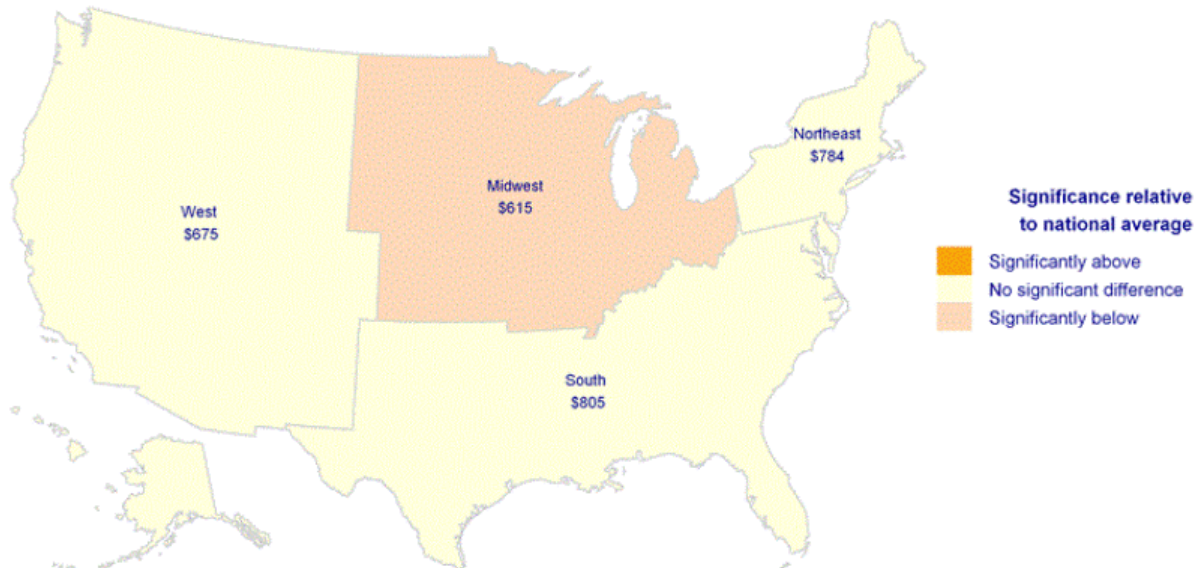 Northeast
$784
Midwest
$615
West
$675
South
$805
Significance relative
to national average
Significantly above
No significant difference
Significantly below